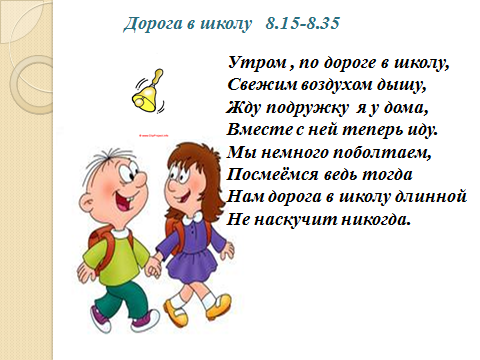 Дорога в школу 8.15-8.35
Утром , по дороге в школу,
Свежим воздухом дышу,
Жду подружку я у дома,
Вместе с ней теперь иду.
Мы немного поболтаем,
Посмеёмся ведь тогда
Нам дорога в школу длинной
Не наскучит никогда.